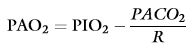 PAO₂ = PIO₂ − PACO₂/R